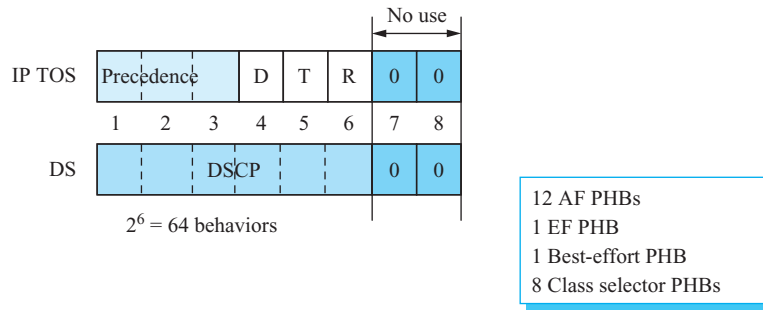 No use
IP TOS Precedence D T R 0 0
1 2 3 4 5 6 7 8
DS DSCP 0 0
2⁶ = 64 behaviors
12 AF PHBs
1 EF PHB
1 Best-effort PHB
8 Class selector PHBs